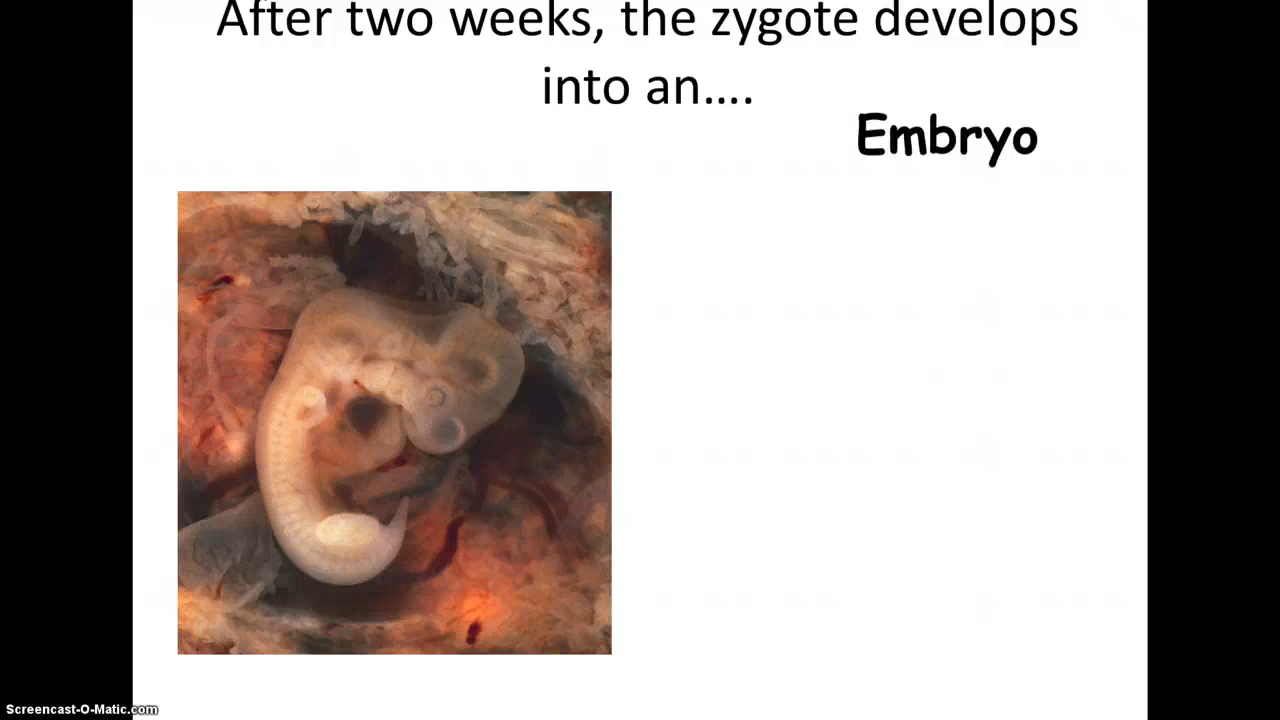 After two weeks, the zygote develops
into an....
Embryo
Screencast-O-Matic.com